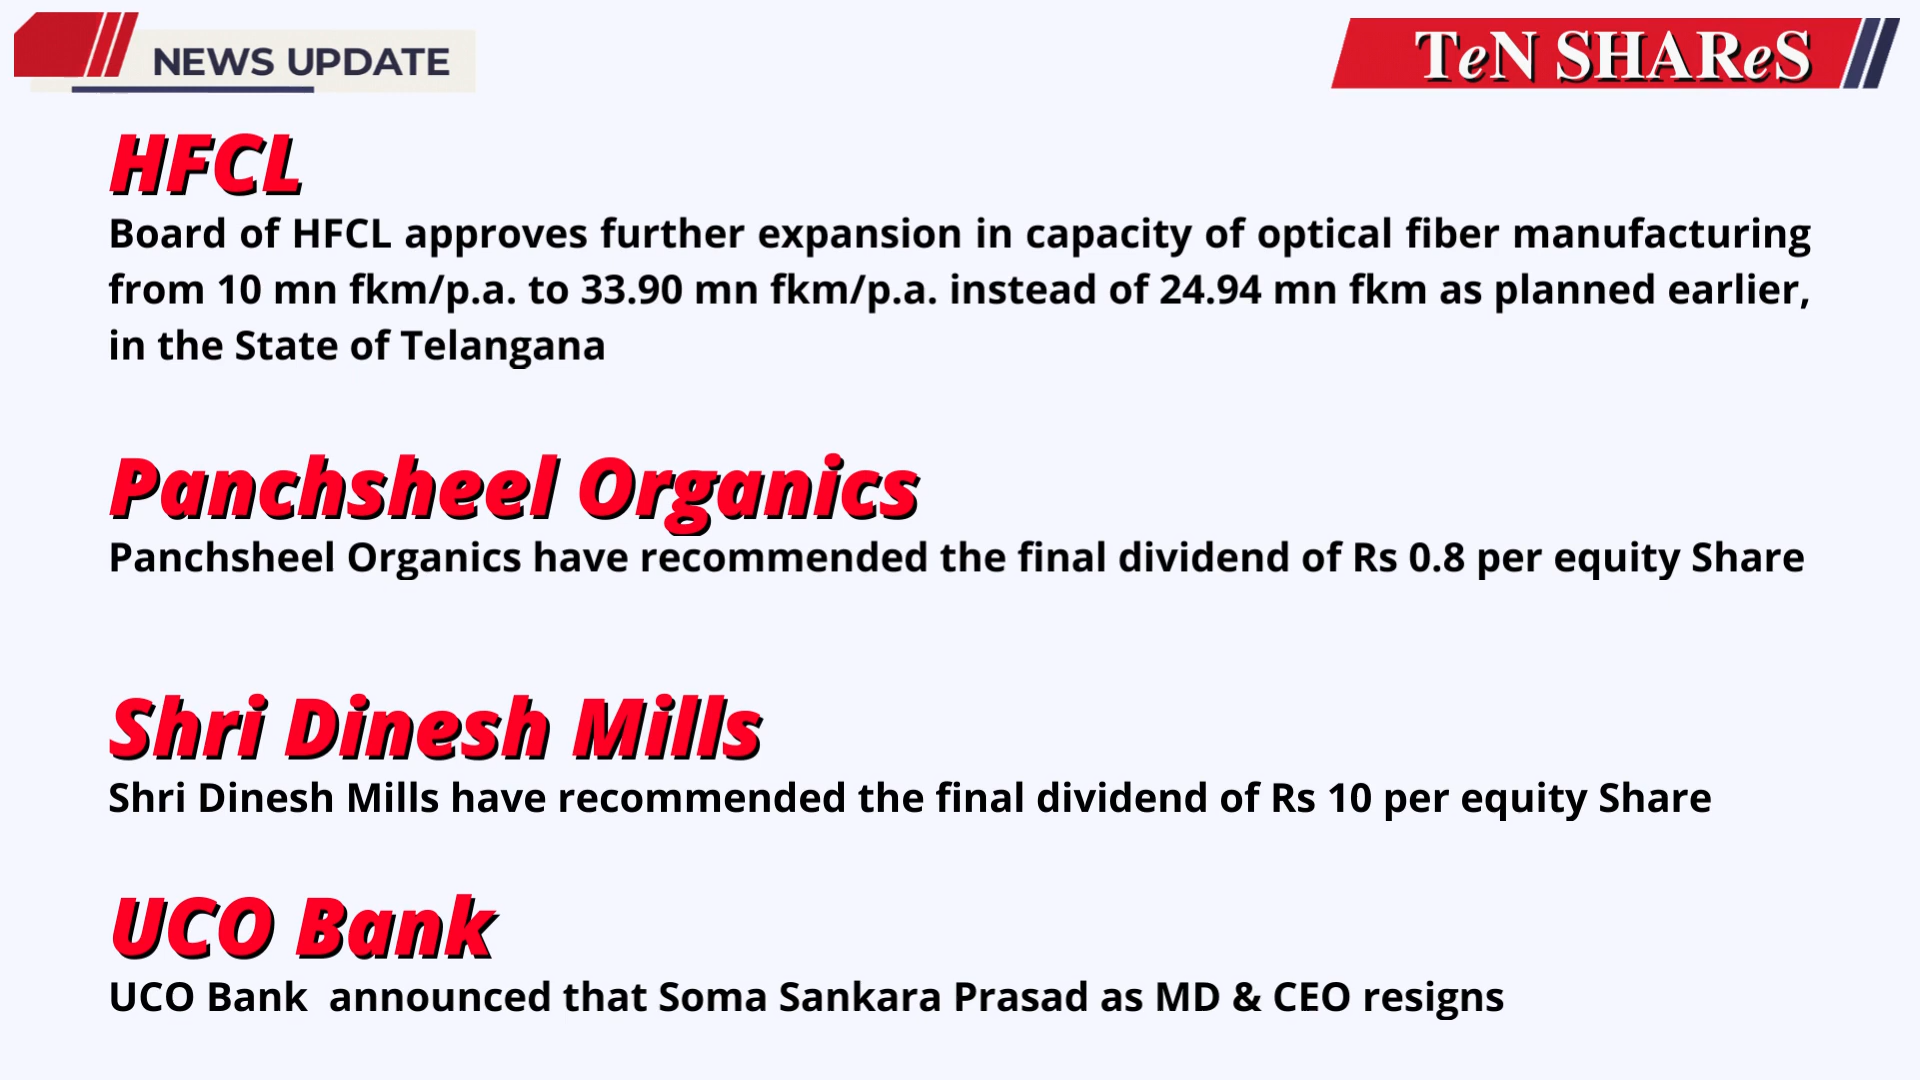 NEWS UPDATE
TeN SHAReS
HFCL
Board of HFCL approves further expansion in capacity of optical fiber manufacturing
from 10 mn fkm/p.a. to 33.90 mn fkm/p.a. instead of 24.94 mn fkm as planned earlier,
in the State of Telangana
Panchsheel Organics
Panchsheel Organics have recommended the final dividend of Rs 0.8 per equity Share
Shri Dinesh Mills
Shri Dinesh Mills have recommended the final dividend of Rs 10 per equity Share
UCO Bank
UCO Bank  announced that Soma Sankara Prasad as MD & CEO resigns